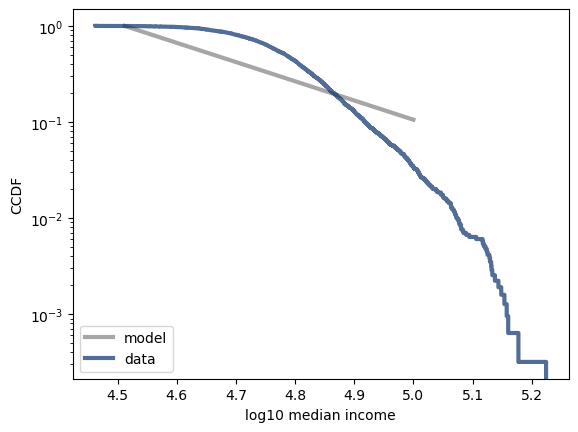 10⁰
10⁻¹
10⁻²
10⁻³
CCDF
model
data
4.5 4.6 4.7 4.8 4.9 5.0 5.1 5.2
log10 median income